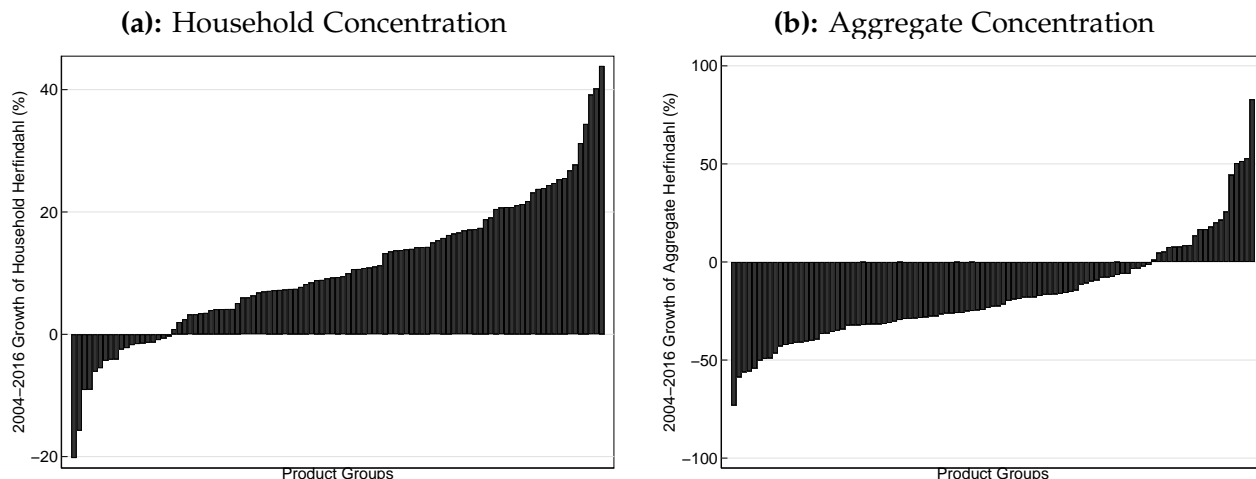 (a): Household Concentration
2004–2016 Growth of Household Herfindahl (%)
40
20
0
−20
Product Groups
(b): Aggregate Concentration
2004–2016 Growth of Aggregate Herfindahl (%)
100
50
0
−50
−100
Product Groups